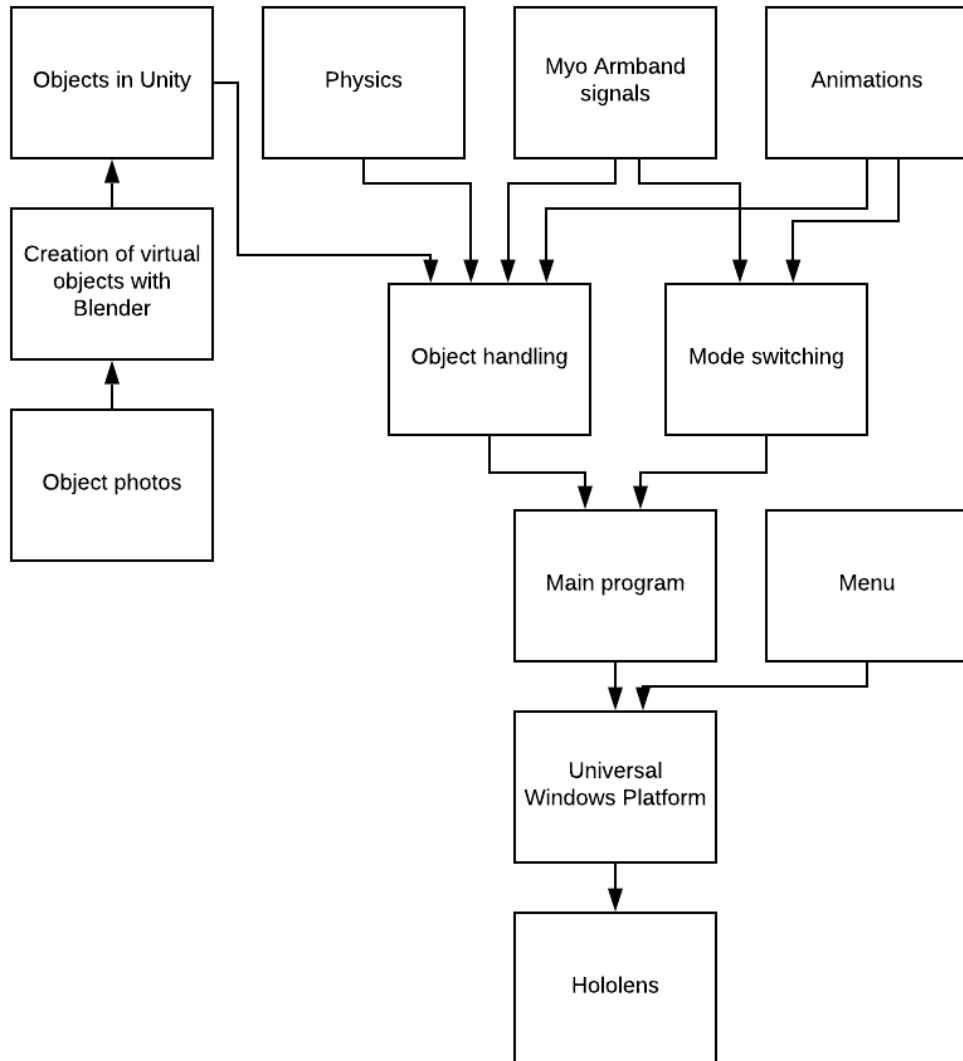 Objects in Unity
Physics
Myo Armband
signals
Animations
Creation of virtual
objects with
Blender
Object handling
Mode switching
Object photos
Main program
Menu
Universal
Windows Platform
Hololens